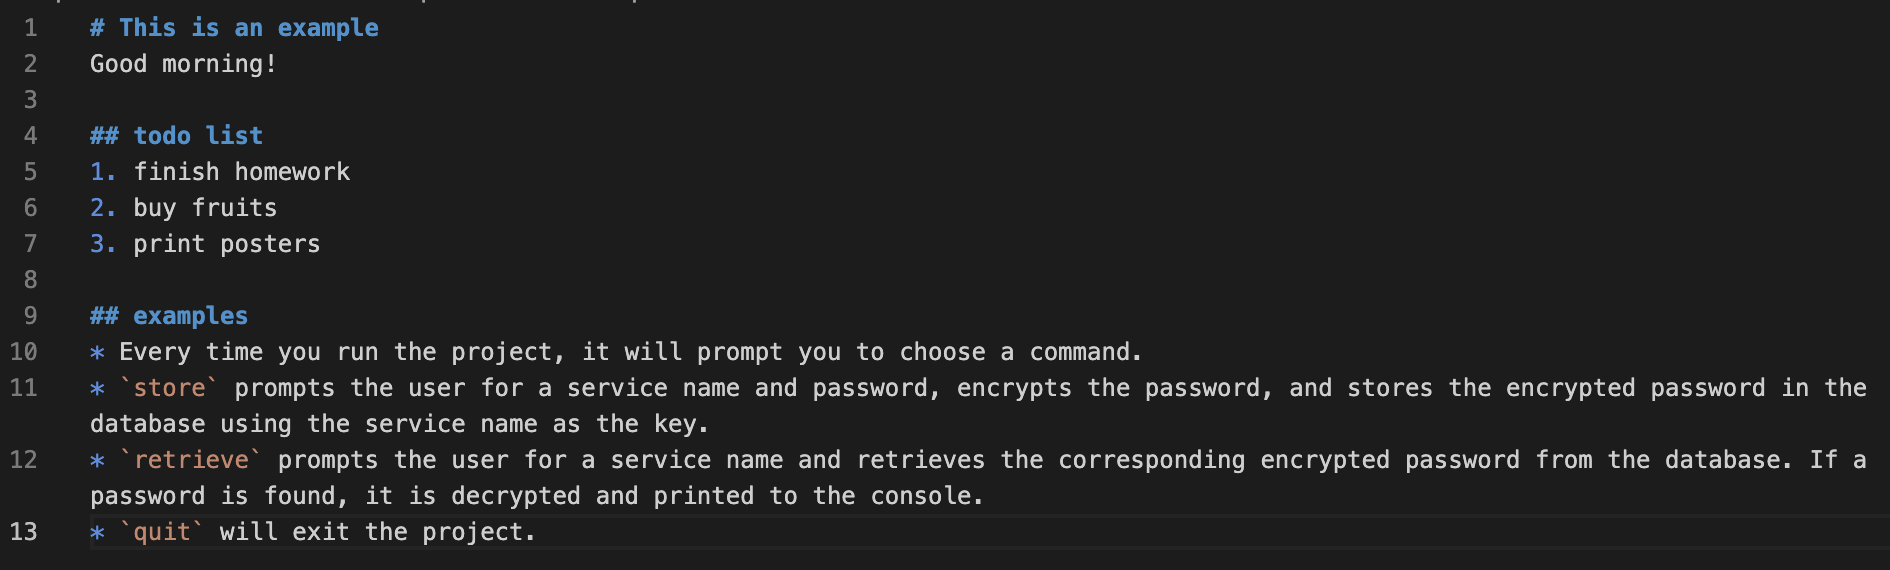 1 # This is an example
2 Good morning!
3
4 ## todo list
5 1. finish homework
6 2. buy fruits
7 3. print posters
8
9 ## examples
10 * Every time you run the project, it will prompt you to choose a command.
11 * `store` prompts the user for a service name and password, encrypts the password, and stores the encrypted password in the
database using the service name as the key.
12 * `retrieve` prompts the user for a service name and retrieves the corresponding encrypted password from the database. If a
password is found, it is decrypted and printed to the console.
13 * `quit` will exit the project.